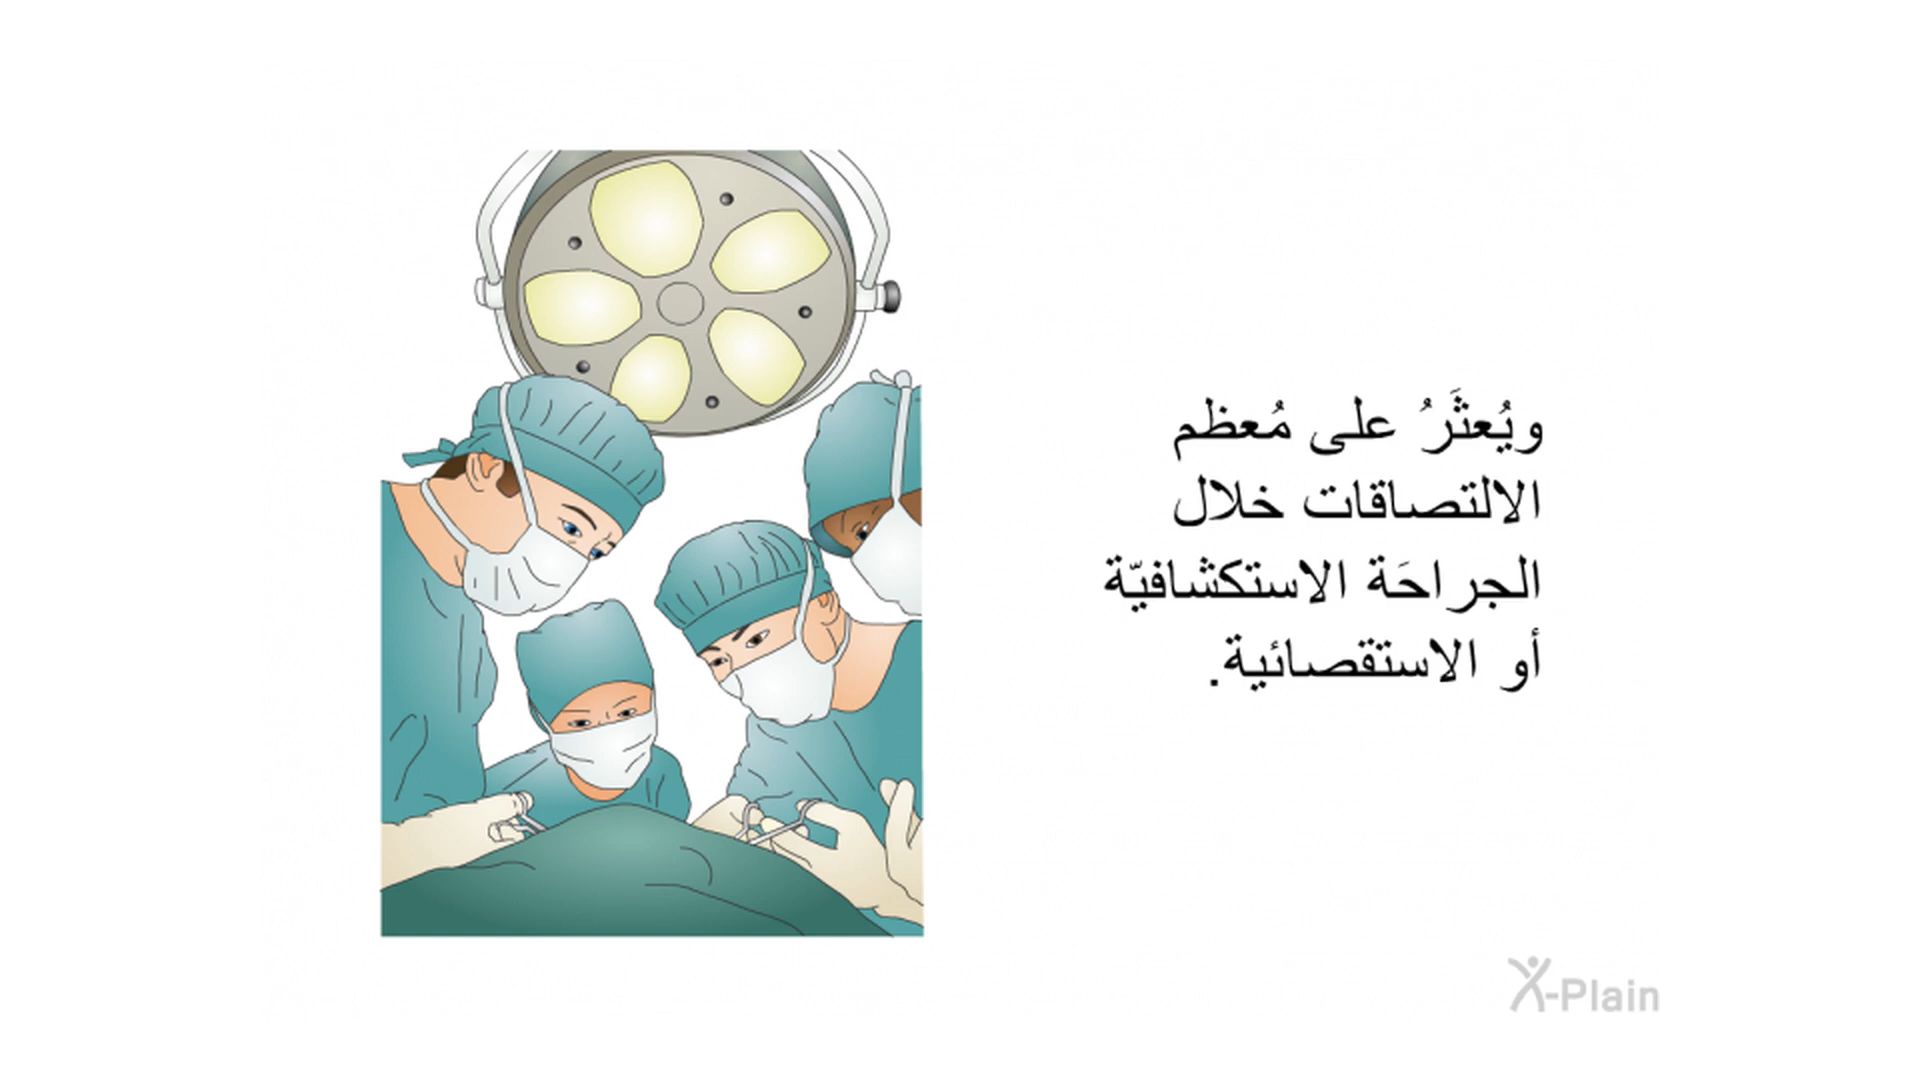 ويُعثَرُ على مُعظم
الالتصاقات خلال
الجراحَة الاستكشافيّة
أو الاستقصائية.
X-Plain